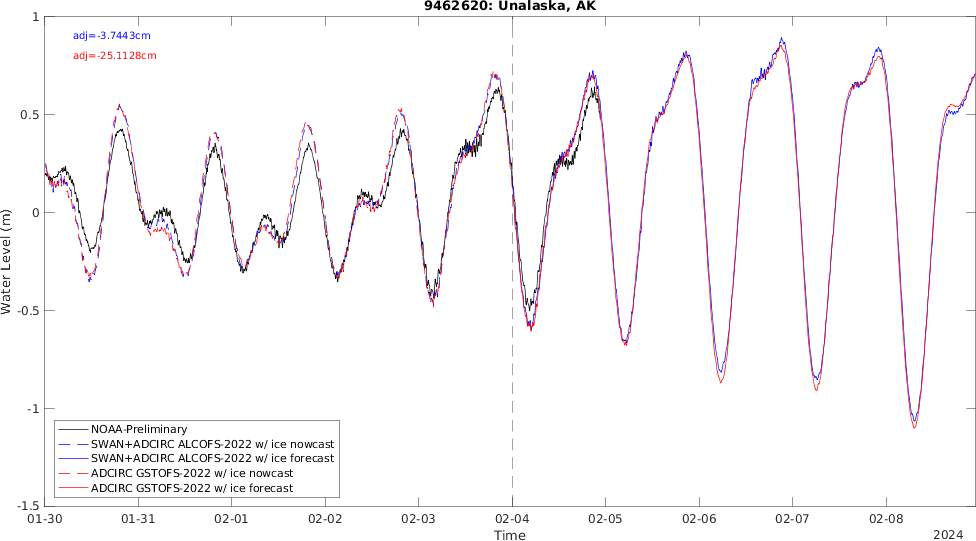 9462620: Unalaska, AK
adj=-3.7443cm
adj=-25.1128cm
1
0.5
0
-0.5
-1
-1.5
Water Level (m)
NOAA-Preliminary
SWAN+ADCIRC ALCOFS-2022 w/ ice nowcast
SWAN+ADCIRC ALCOFS-2022 w/ ice forecast
ADCIRC GSTOFS-2022 w/ ice nowcast
ADCIRC GSTOFS-2022 w/ ice forecast
01-30 01-31 02-01 02-02 02-03 02-04 02-05 02-06 02-07 02-08
Time
2024